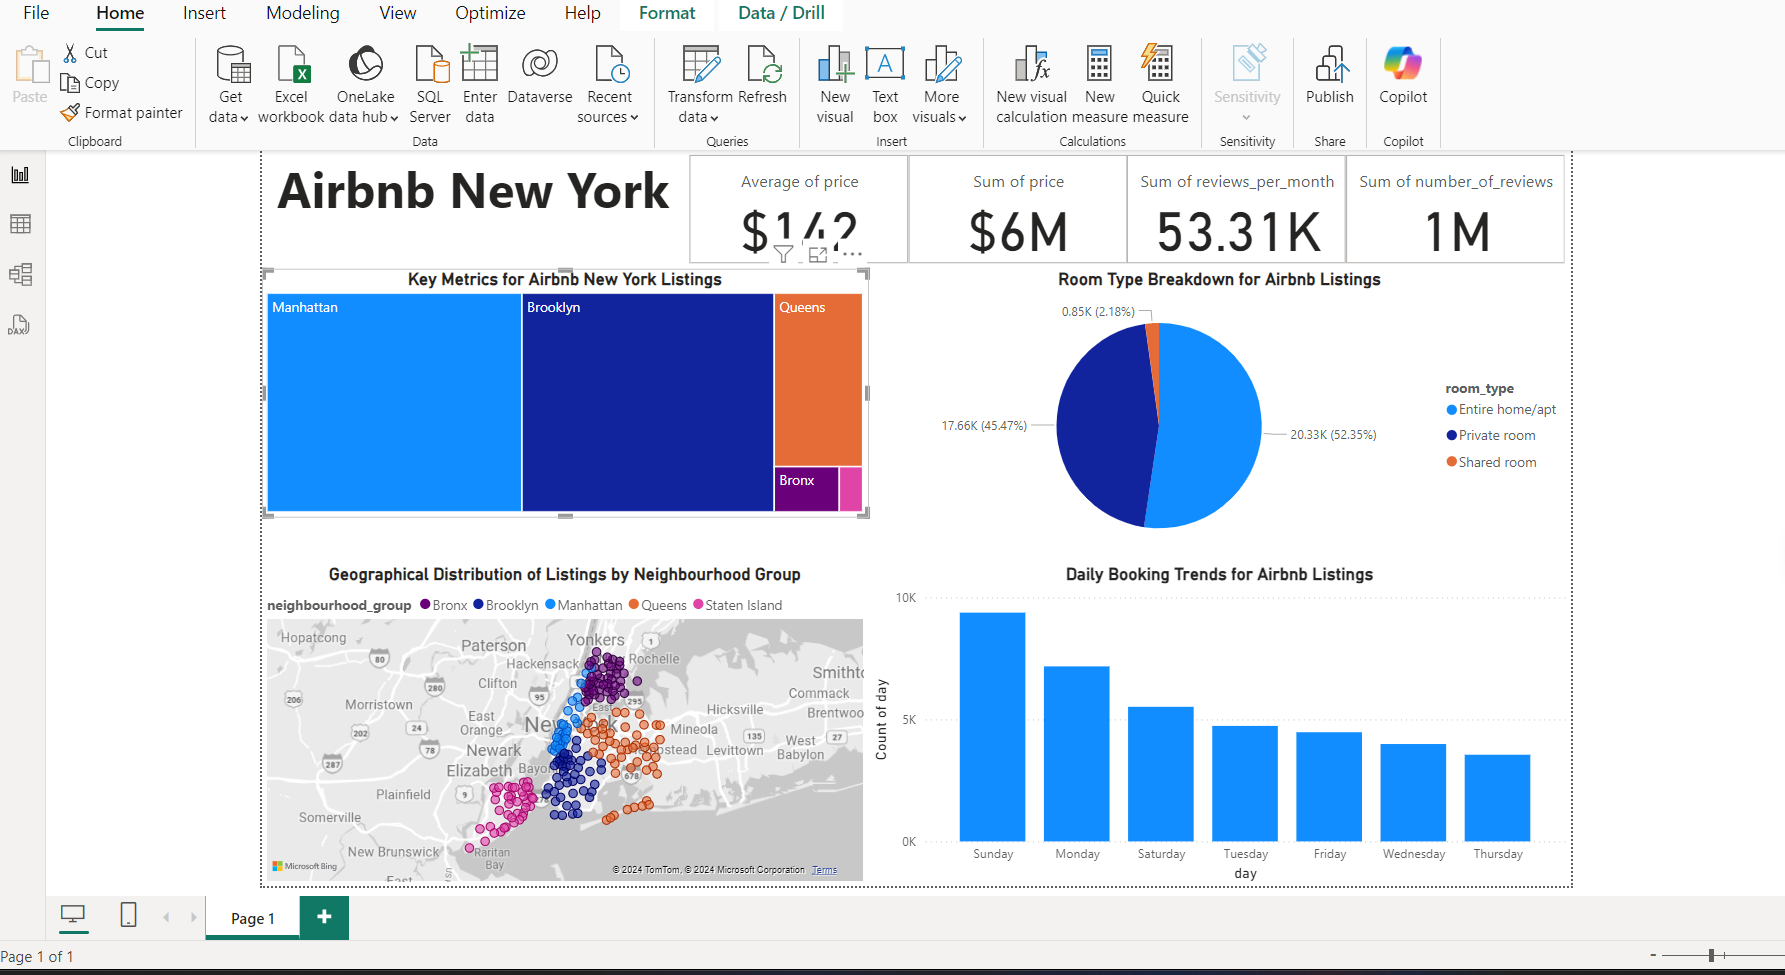 File Home Insert Modeling View Optimize Help Format Data / Drill
Paste
Cut
Copy
Format painter
Clipboard
Get data
Excel workbook
OneLake data hub
SQL Server
Enter data
Dataverse
Recent sources
Data
Transform data
Refresh
Queries
New visual
Text box
More visuals
Insert
New visual calculation
New measure
Quick measure
Calculations
Sensitivity
Sensitivity
Publish
Share
Copilot
Copilot
DAX
Airbnb New York
Average of price
$142
Sum of price
$6M
Sum of reviews_per_month
53.31K
Sum of number_of_reviews
1M
Key Metrics for Airbnb New York Listings
Manhattan
Brooklyn
Queens
Bronx
Room Type Breakdown for Airbnb Listings
0.85K (2.18%)
17.66K (45.47%)
20.33K (52.35%)
room_type
Entire home/apt
Private room
Shared room
Geographical Distribution of Listings by Neighbourhood Group
neighbourhood_group Bronx Brooklyn Manhattan Queens Staten Island
Hopatcong
Paterson
Yonkers
1
80
Hackensack
Rochelle
Smithto
280
Clifton
95
Commack
206
Morristown
East
295
Hicksville
Brentwoo
East Orange
24
Mineola
135
West Babylon
27
202
78
Newark
Levittown
287
Elizabeth
678
Plainfield
9
Somerville
New Brunswick
Raritan Bay
East
Microsoft Bing
© 2024 TomTom, © 2024 Microsoft Corporation Terms
Daily Booking Trends for Airbnb Listings
10K
5K
0K
Count of day
Sunday Monday Saturday Tuesday Friday Wednesday Thursday
day
Page 1
Page 1 of 1